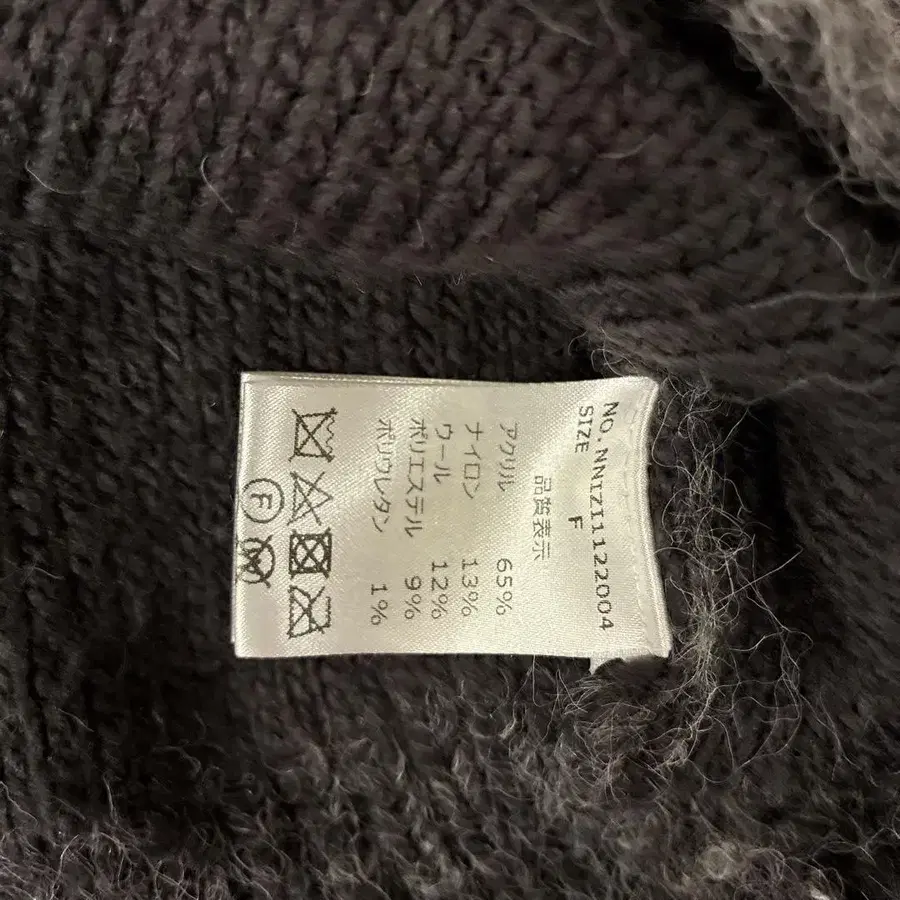 NO.NNIZI1122004
SIZE F
品質表示
アクリル 65%
ナイロン 13%
ウール 12%
ポリエステル 9%
ポリウレタン 1%
F
W